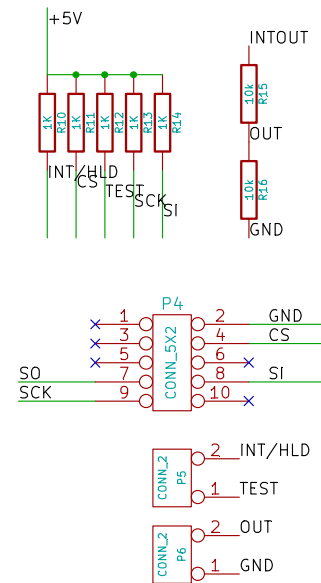 +5V
INTOUT
1K R10
1K R11
1K R12
1K R13
1K R14
10k R15
OUT
INT/HLD
CS
TEST
SCK
SI
10k R16
GND
P4
CONN_5X2
1 2 GND
3 4 CS
5 6
SO 7 8 SI
SCK 9 10
CONN_2 P5
2 INT/HLD
1 TEST
CONN_2 P6
2 OUT
1 GND